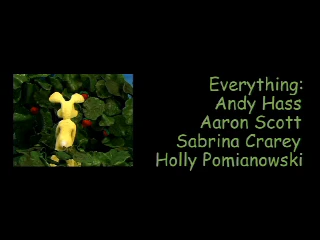 Everything:
Andy Hass
Aaron Scott
Sabrina Crarey
Holly Pomianowski